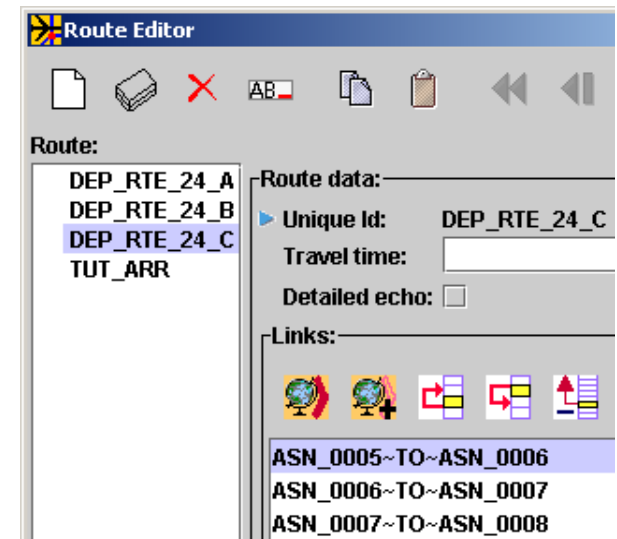 Route Editor
AB
Route:
DEP_RTE_24_A
DEP_RTE_24_B
DEP_RTE_24_C
TUT_ARR
Route data:
Unique Id: DEP_RTE_24_C
Travel time:
Detailed echo:
Links:
ASN_0005~TO~ASN_0006
ASN_0006~TO~ASN_0007
ASN_0007~TO~ASN_0008